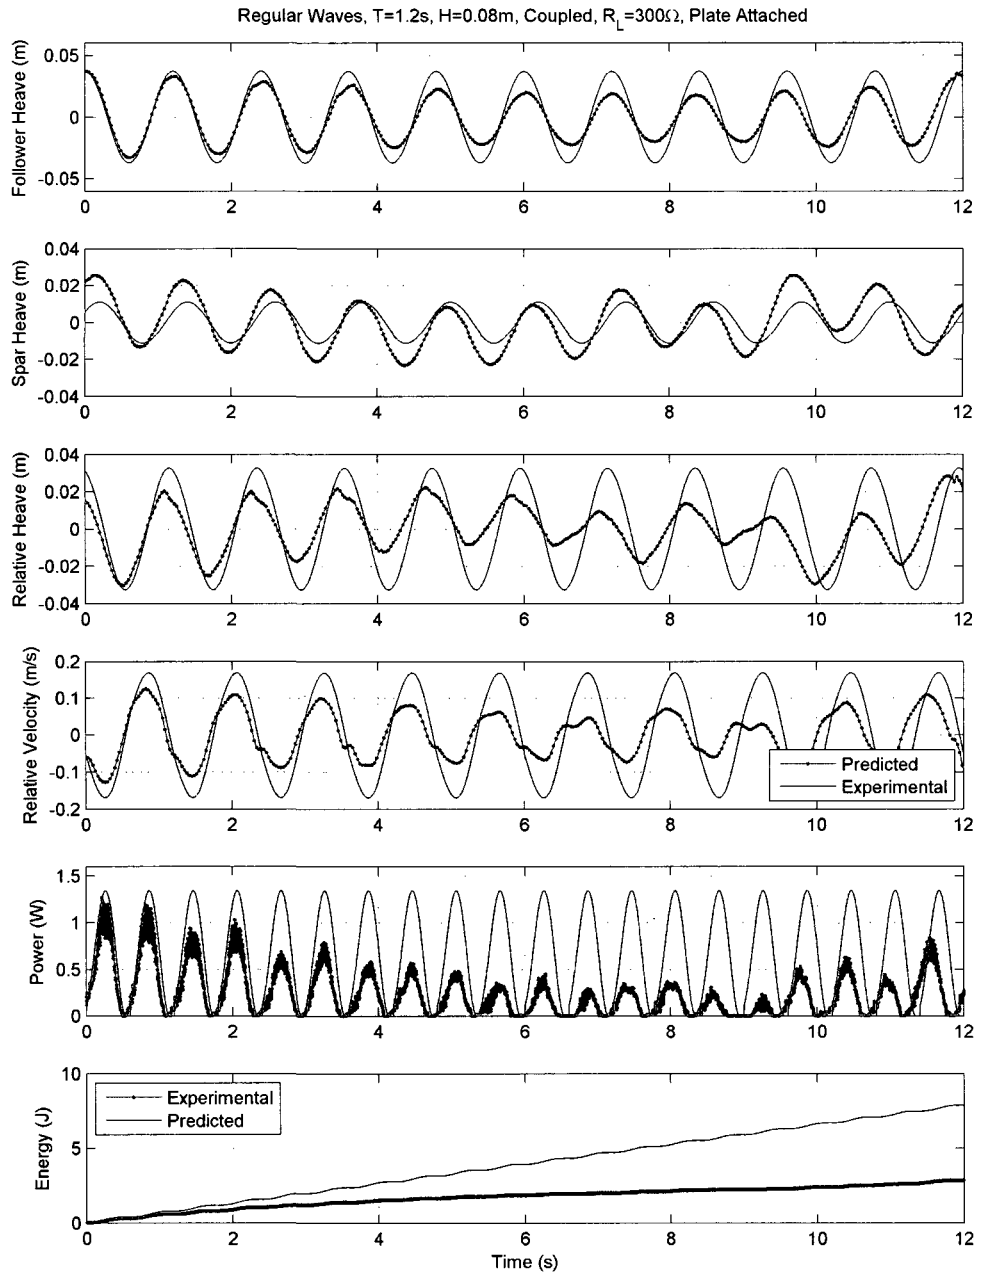 Regular Waves, T=1.2s, H=0.08m, Coupled, R_L=300Ω, Plate Attached
Follower Heave (m)
0.05
0
-0.05
0 2 4 6 8 10 12
Spar Heave (m)
0.04
0.02
0
-0.02
-0.04
0 2 4 6 8 10 12
Relative Heave (m)
0.04
0.02
0
-0.02
-0.04
0 2 4 6 8 10 12
Relative Velocity (m/s)
0.2
0.1
0
-0.1
-0.2
Predicted
Experimental
0 2 4 6 8 10 12
Power (W)
1.5
1
0.5
0
0 2 4 6 8 10 12
Energy (J)
10
5
0
Experimental
Predicted
0 2 4 6 8 10 12
Time (s)